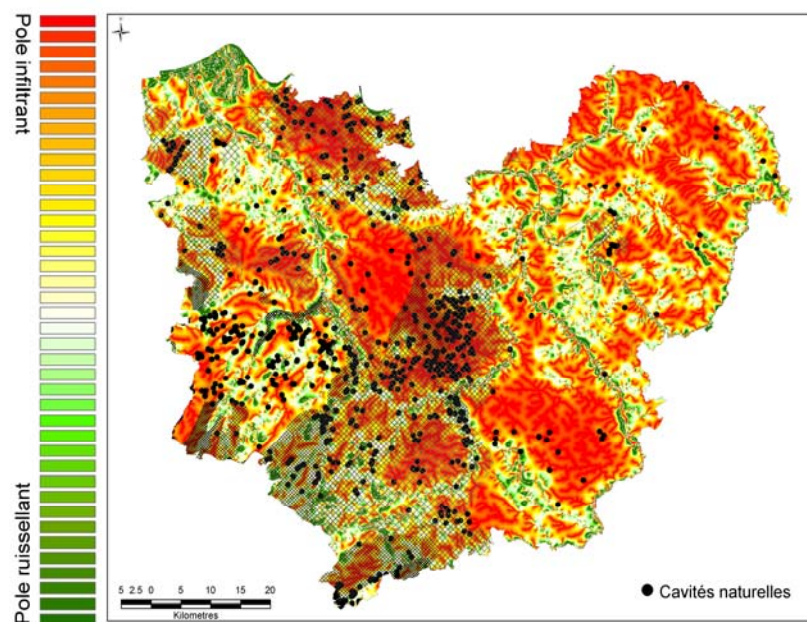 Pole infiltrant
Pole ruissellant
5 2.5 0 5 10 15 20
Kilometres
Cavités naturelles